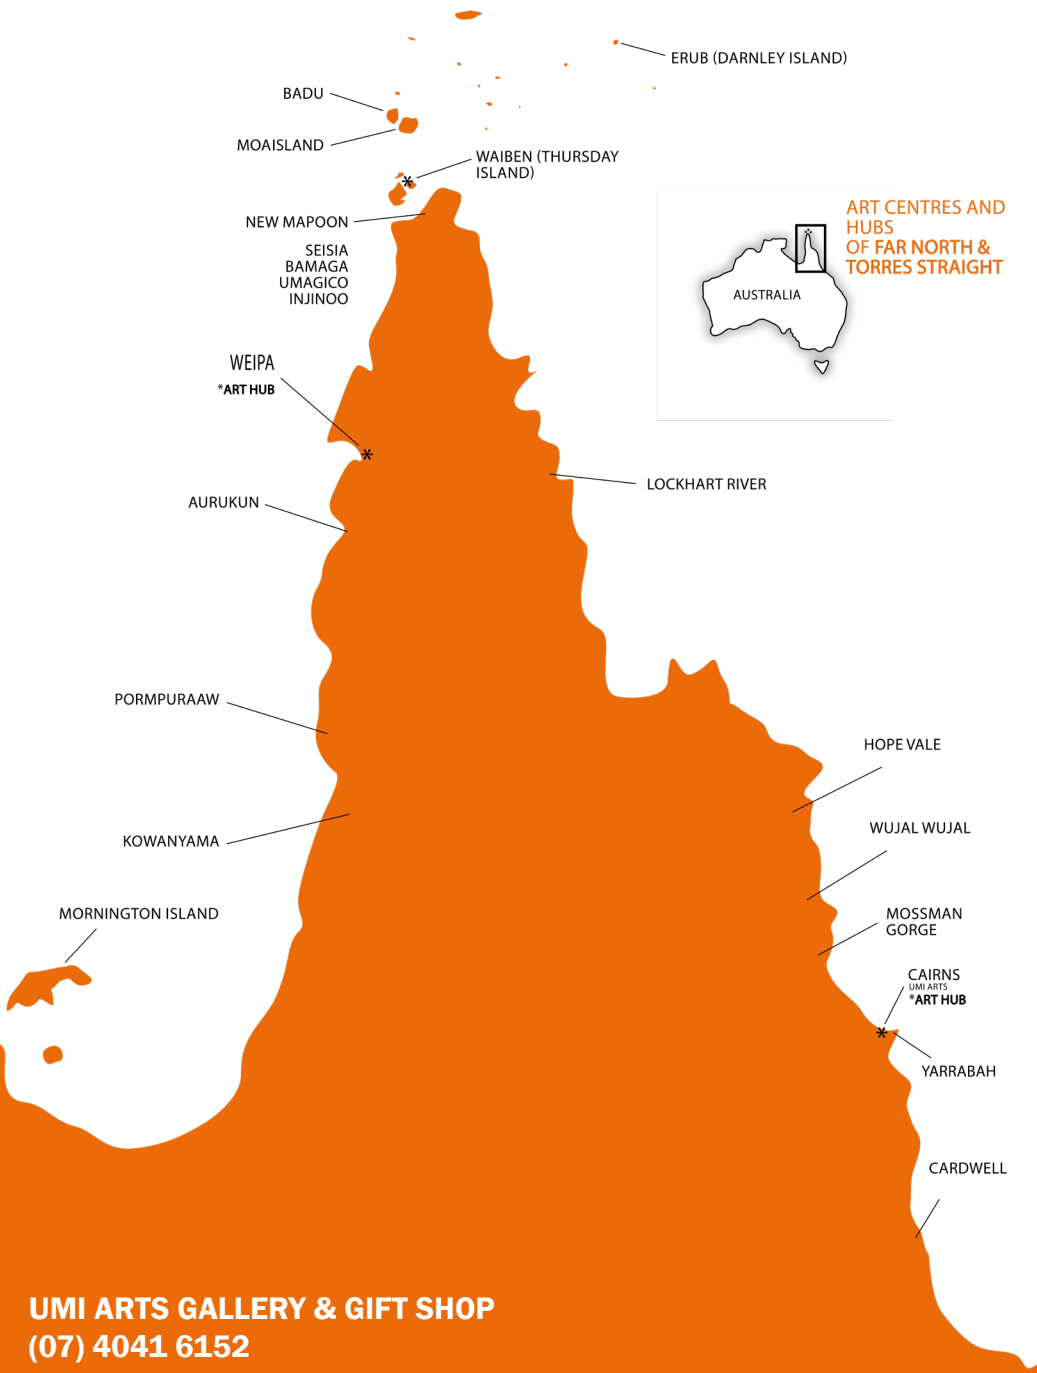 ERUB (DARNLEY ISLAND)
BADU
MOAISLAND
WAIBEN (THURSDAY
ISLAND)
NEW MAPOON
SEISIA
BAMAGA
UMAGICO
INJINOO
ART CENTRES AND
HUBS
OF FAR NORTH &
TORRES STRAIGHT
AUSTRALIA
WEIPA
*ART HUB
LOCKHART RIVER
AURUKUN
PORMPURAAW
HOPE VALE
WUJAL WUJAL
KOWANYAMA
MORNINGTON ISLAND
MOSSMAN
GORGE
CAIRNS
UMI ARTS
*ART HUB
YARRABAH
CARDWELL
UMI ARTS GALLERY & GIFT SHOP
(07) 4041 6152